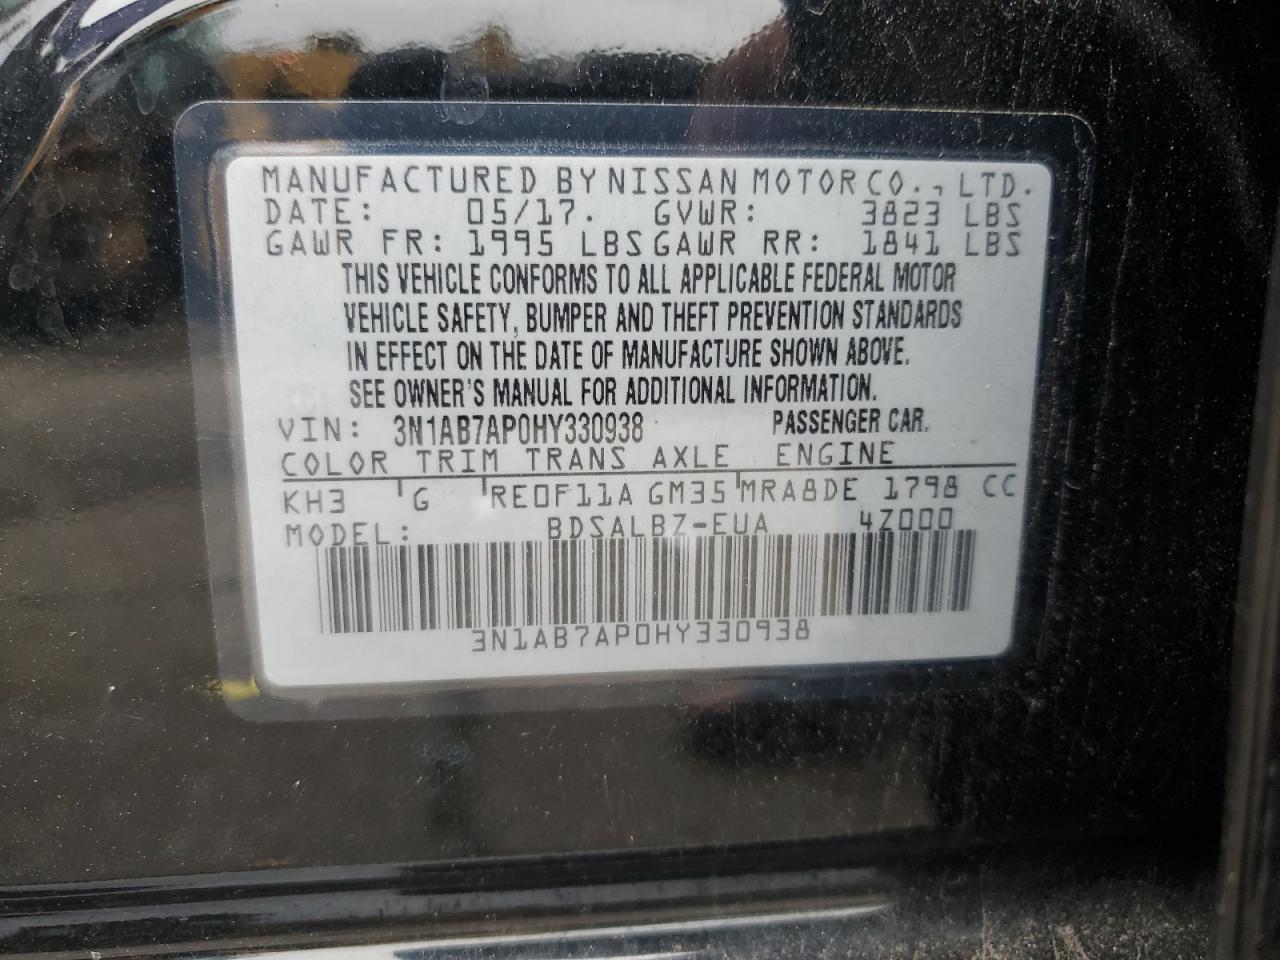 MANUFACTURED BY NISSAN MOTOR CO., LTD.
DATE: 05/17. GVWR: 3823 LBS
GAWR FR: 1995 LBS GAWR RR: 1841 LBS
THIS VEHICLE CONFORMS TO ALL APPLICABLE FEDERAL MOTOR
VEHICLE SAFETY, BUMPER AND THEFT PREVENTION STANDARDS
IN EFFECT ON THE DATE OF MANUFACTURE SHOWN ABOVE.
SEE OWNER'S MANUAL FOR ADDITIONAL INFORMATION.
VIN: 3N1AB7AP0HY330938 PASSENGER CAR.
COLOR TRIM TRANS AXLE ENGINE
KH3 G RE0F11A GM35 MRA8DE 1798 CC
MODEL: BDSALBZ-EUA 4Z000
3N1AB7AP0HY330938